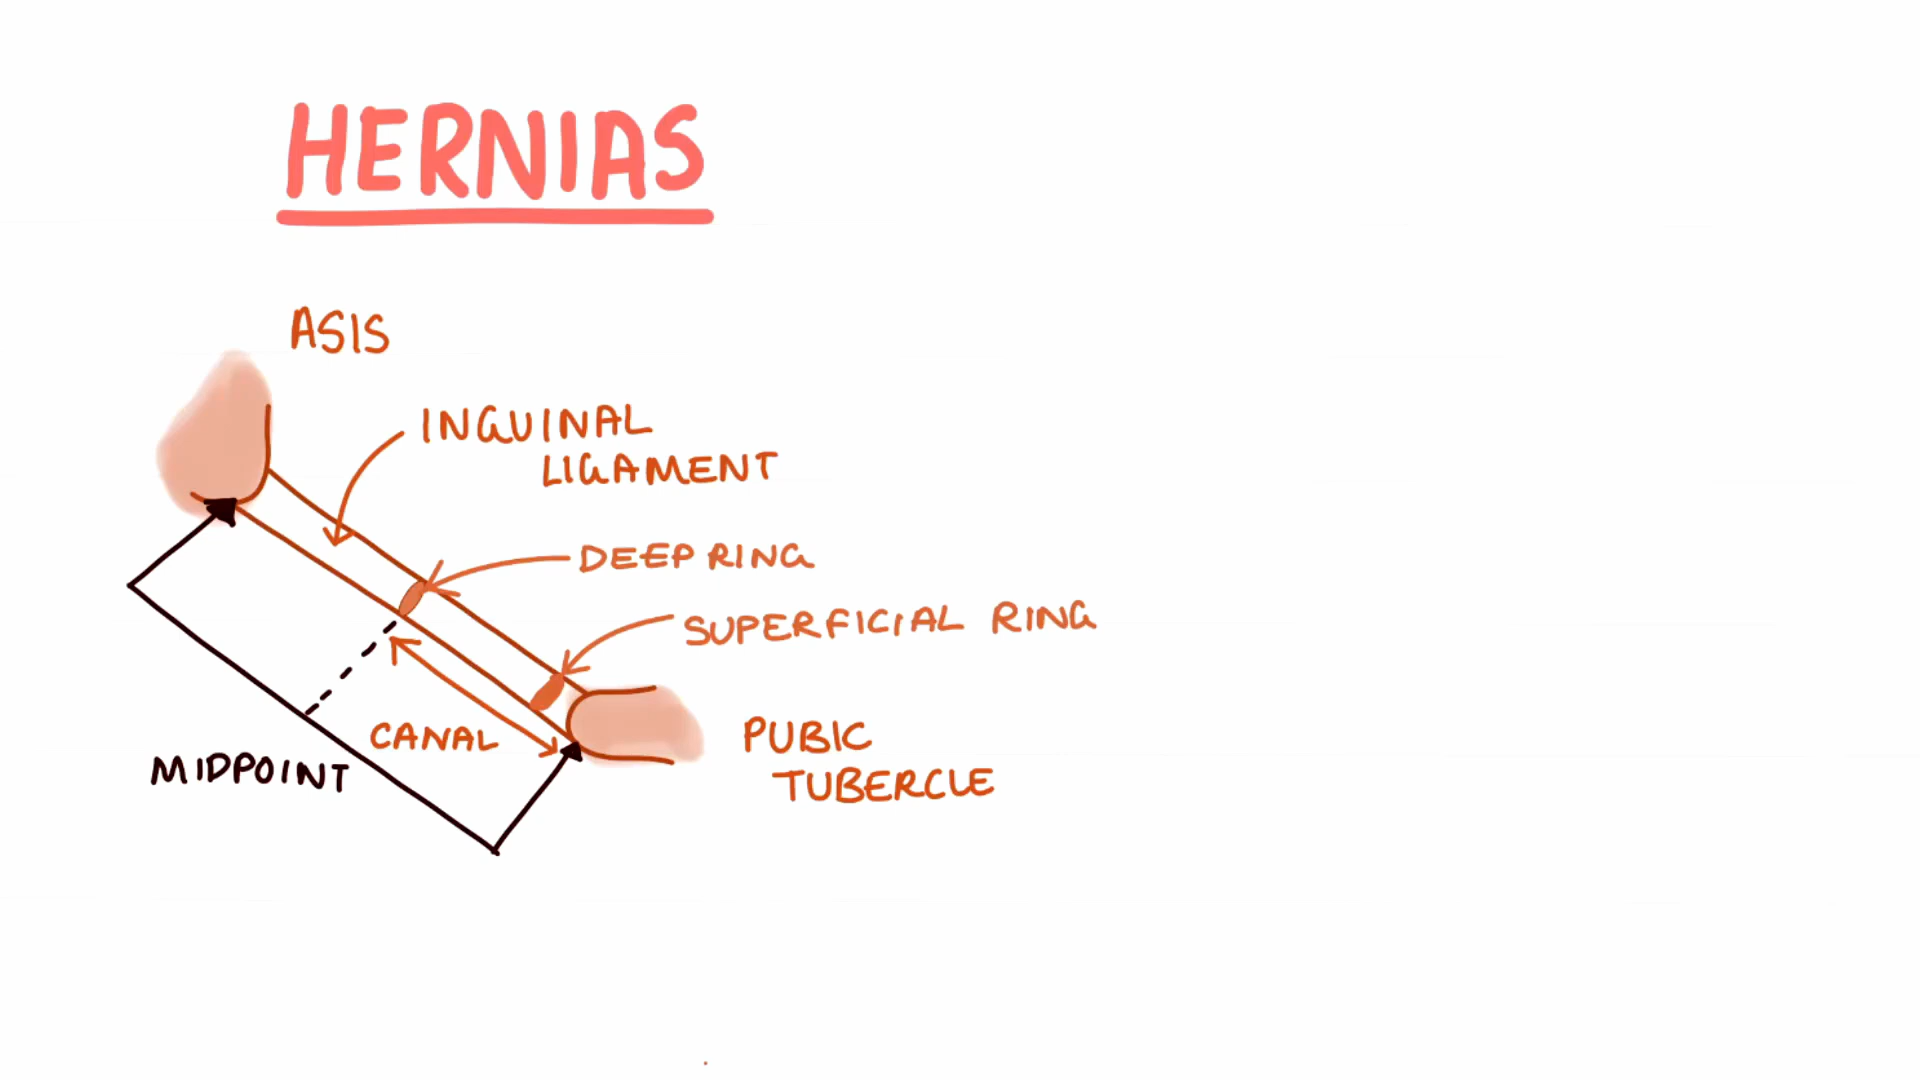 HERNIAS
ASIS
INGUINAL
LIGAMENT
DEEP RING
SUPERFICIAL RING
CANAL
PUBIC
TUBERCLE
MIDPOINT